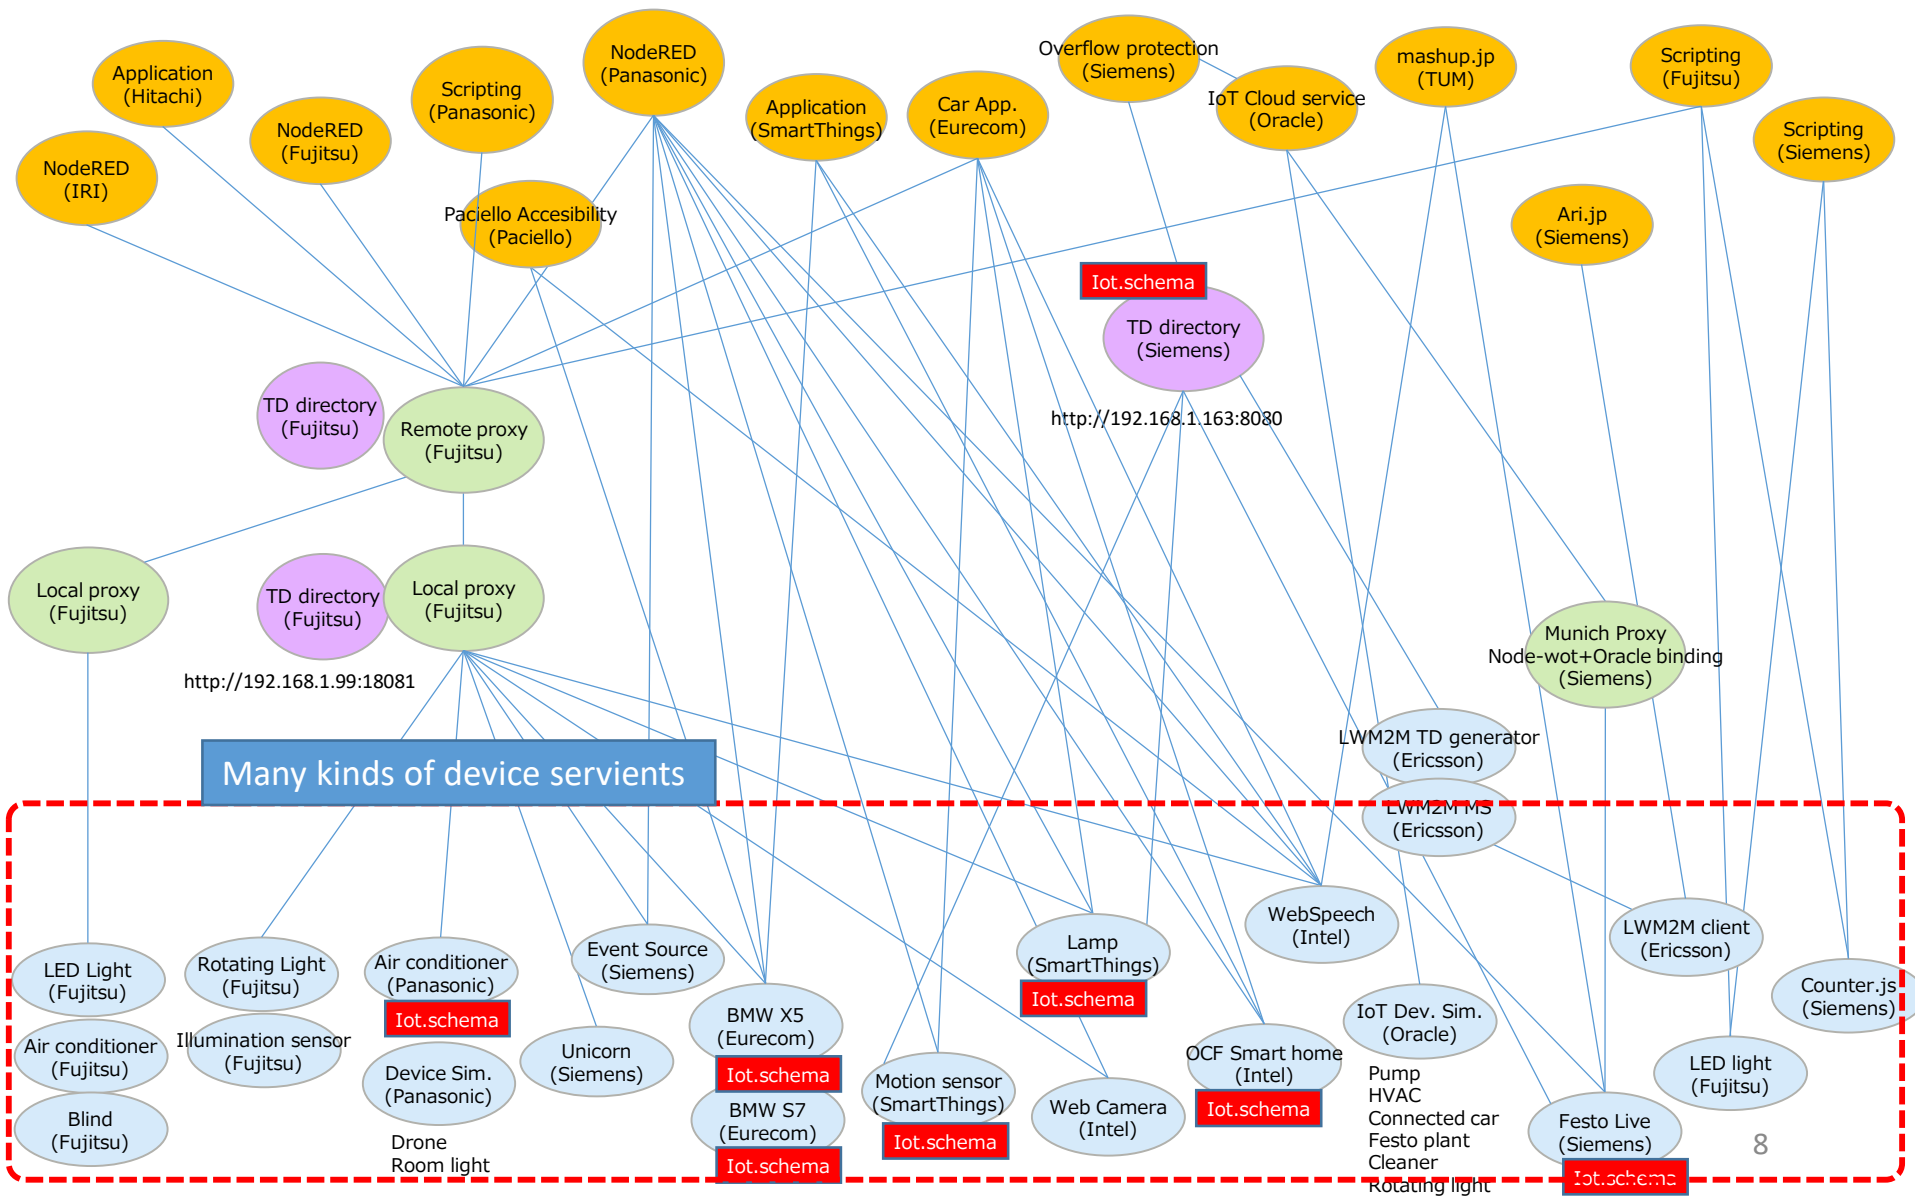 Application
(Hitachi)
NodeRED
(IRI)
NodeRED
(Fujitsu)
Scripting
(Panasonic)
NodeRED
(Panasonic)
Paciello Accesibility
(Paciello)
Application
(SmartThings)
Car App.
(Eurecom)
Overflow protection
(Siemens)
IoT Cloud service
(Oracle)
mashup.jp
(TUM)
Scripting
(Fujitsu)
Scripting
(Siemens)
Ari.jp
(Siemens)
Iot.schema
TD directory
(Siemens)
http://192.168.1.163:8080
TD directory
(Fujitsu)
Remote proxy
(Fujitsu)
Local proxy
(Fujitsu)
TD directory
(Fujitsu)
Local proxy
(Fujitsu)
http://192.168.1.99:18081
Munich Proxy
Node-wot+Oracle binding
(Siemens)
Many kinds of device servients
LWM2M TD generator
(Ericsson)
LWM2M MS
(Ericsson)
LED Light
(Fujitsu)
Air conditioner
(Fujitsu)
Blind
(Fujitsu)
Rotating Light
(Fujitsu)
Illumination sensor
(Fujitsu)
Air conditioner
(Panasonic)
Iot.schema
Device Sim.
(Panasonic)
Drone
Room light
Event Source
(Siemens)
Unicorn
(Siemens)
BMW X5
(Eurecom)
Iot.schema
BMW S7
(Eurecom)
Iot.schema
Motion sensor
(SmartThings)
Iot.schema
Lamp
(SmartThings)
Iot.schema
Web Camera
(Intel)
WebSpeech
(Intel)
OCF Smart home
(Intel)
Iot.schema
IoT Dev. Sim.
(Oracle)
Pump
HVAC
Connected car
Festo plant
Cleaner
Rotating light
LWM2M client
(Ericsson)
Counter.js
(Siemens)
LED light
(Fujitsu)
Festo Live
(Siemens)
Iot.schema
8